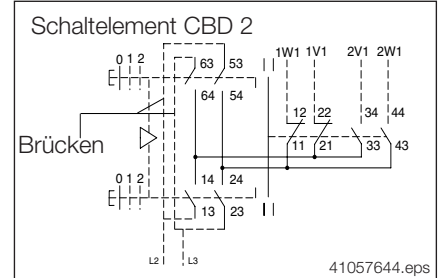 Schaltelement CBD 2
0 1 2
63 53
1W1 1V1 2V1 2W1
64 54
12 22 34 44
11 21 33 43
Brücken
0 1 2
14 24
13 23
L2 L3
41057644.eps